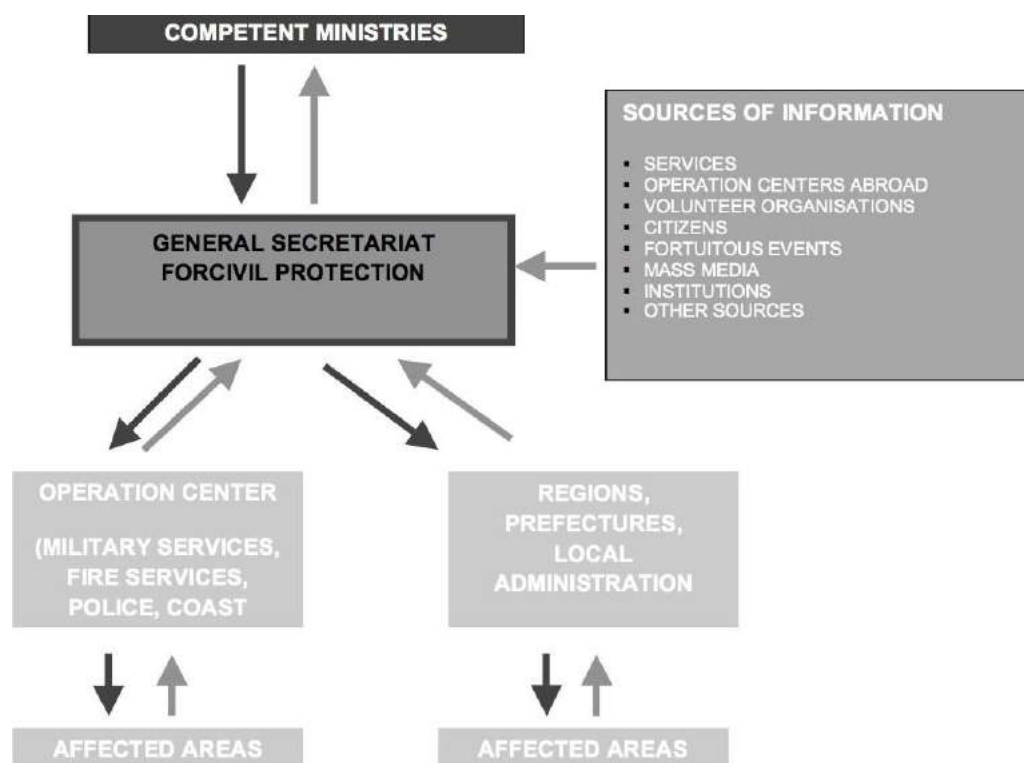 COMPETENT MINISTRIES
SOURCES OF INFORMATION
▪ SERVICES
▪ OPERATION CENTERS ABROAD
▪ VOLUNTEER ORGANISATIONS
▪ CITIZENS
▪ FORTUITOUS EVENTS
▪ MASS MEDIA
▪ INSTITUTIONS
▪ OTHER SOURCES
GENERAL SECRETARIAT
FORCIVIL PROTECTION
OPERATION CENTER
(MILITARY SERVICES,
FIRE SERVICES,
POLICE, COAST
REGIONS,
PREFECTURES,
LOCAL
ADMINISTRATION
AFFECTED AREAS
AFFECTED AREAS